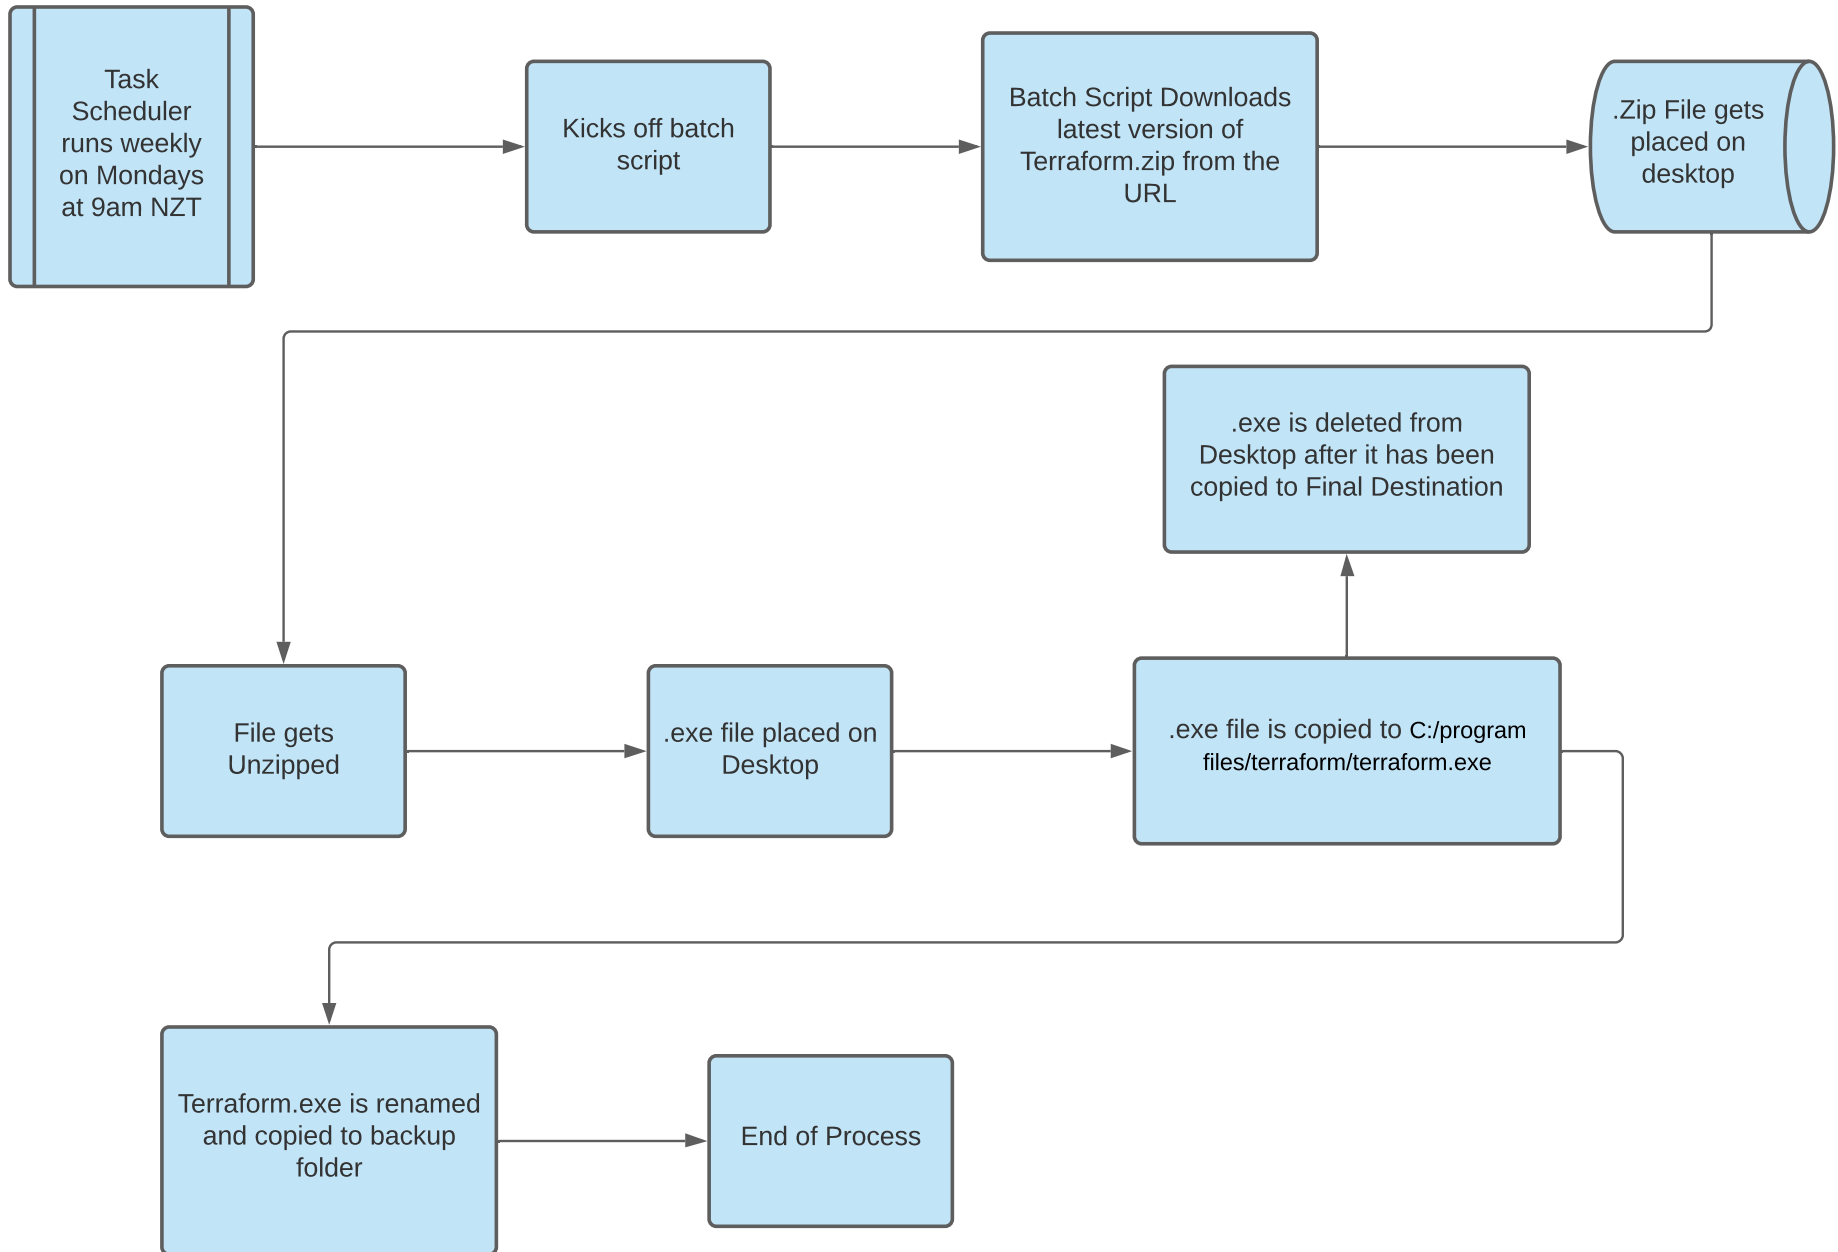 Task
Scheduler
runs weekly
on Mondays
at 9am NZT
Kicks off batch
script
Batch Script Downloads
latest version of
Terraform.zip from the
URL
.Zip File gets
placed on
desktop
.exe is deleted from
Desktop after it has been
copied to Final Destination
File gets
Unzipped
.exe file placed on
Desktop
.exe file is copied to C:/program
files/terraform/terraform.exe
Terraform.exe is renamed
and copied to backup
folder
End of Process